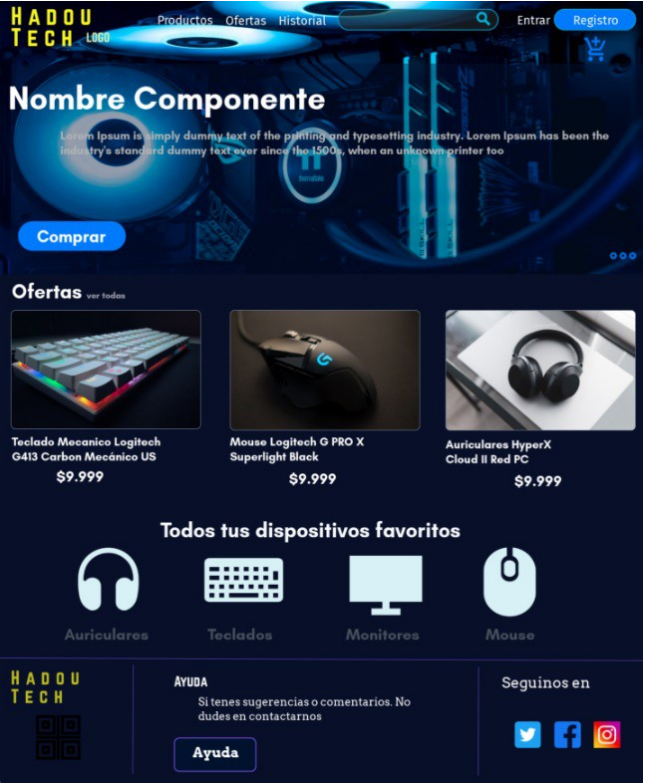 HADOU
TECH LOGO
Productos Ofertas Historial
Entrar Registro
Nombre Componente
Lorem Ipsum is simply dummy text of the printing and typesetting industry. Lorem Ipsum has been the
industry's standard dummy text ever since the 1500s, when an unknown printer too
Comprar
Ofertas ver todas
Teclado Mecanico Logitech
G413 Carbon Mecánico US
$9.999
Mouse Logitech G PRO X
Superlight Black
$9.999
Auriculares HyperX
Cloud II Red PC
$9.999
Todos tus dispositivos favoritos
Auriculares Teclados Monitores Mouse
HADOU
TECH
AYUDA
Si tenes sugerencias o comentarios. No
dudes en contactarnos
Ayuda
Seguinos en